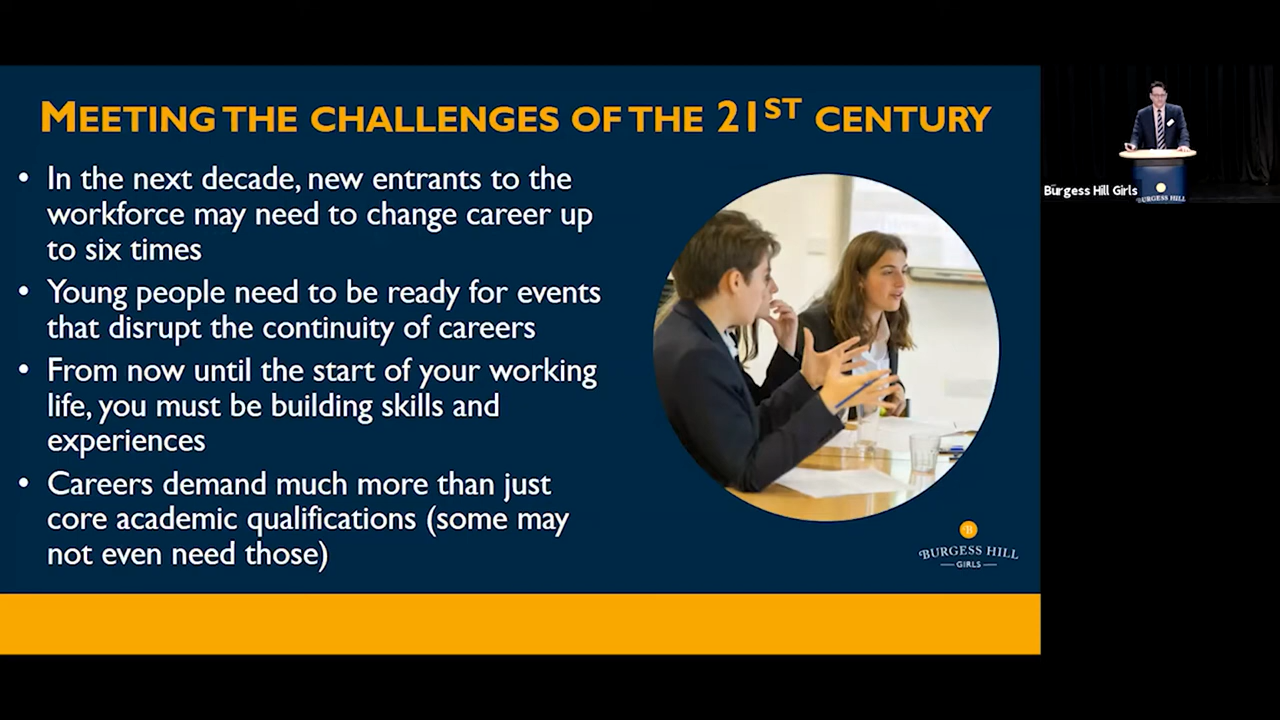 MEETING THE CHALLENGES OF THE 21ST CENTURY
• In the next decade, new entrants to the
workforce may need to change career up
to six times
• Young people need to be ready for events
that disrupt the continuity of careers
• From now until the start of your working
life, you must be building skills and
experiences
• Careers demand much more than just
core academic qualifications (some may
not even need those)
B
BURGESS HILL
GIRLS
Burgess Hill Girls
BURGESS HILL